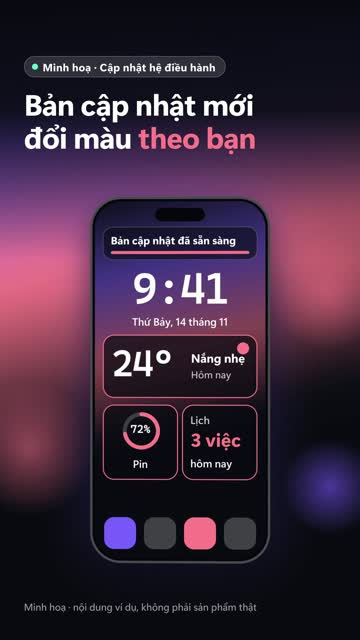 Minh hoạ · Cập nhật hệ điều hành
Bản cập nhật mới
đổi màu theo bạn
Bản cập nhật đã sẵn sàng
9:41
Thứ Bảy, 14 tháng 11
24°
Nắng nhẹ
Hôm nay
72%
Pin
Lịch
3 việc
hôm nay
Minh hoạ · nội dung ví dụ, không phải sản phẩm thật